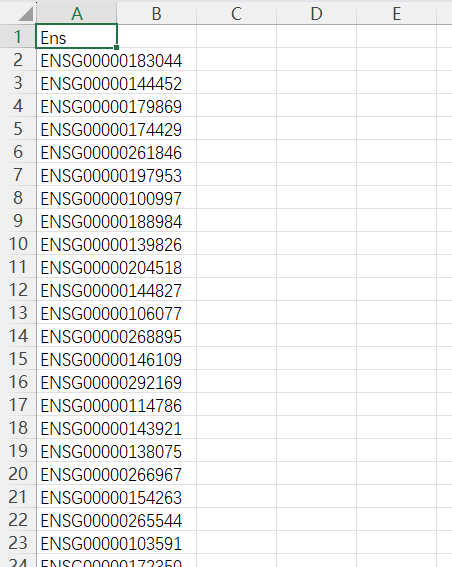 A B C D E
1 Ens
2 ENSG00000183044
3 ENSG00000144452
4 ENSG00000179869
5 ENSG00000174429
6 ENSG00000261846
7 ENSG00000197953
8 ENSG00000100997
9 ENSG00000188984
10 ENSG00000139826
11 ENSG00000204518
12 ENSG00000144827
13 ENSG00000106077
14 ENSG00000268895
15 ENSG00000146109
16 ENSG00000292169
17 ENSG00000114786
18 ENSG00000143921
19 ENSG00000138075
20 ENSG00000266967
21 ENSG00000154263
22 ENSG00000265544
23 ENSG00000103591
24 ENSG00000172350